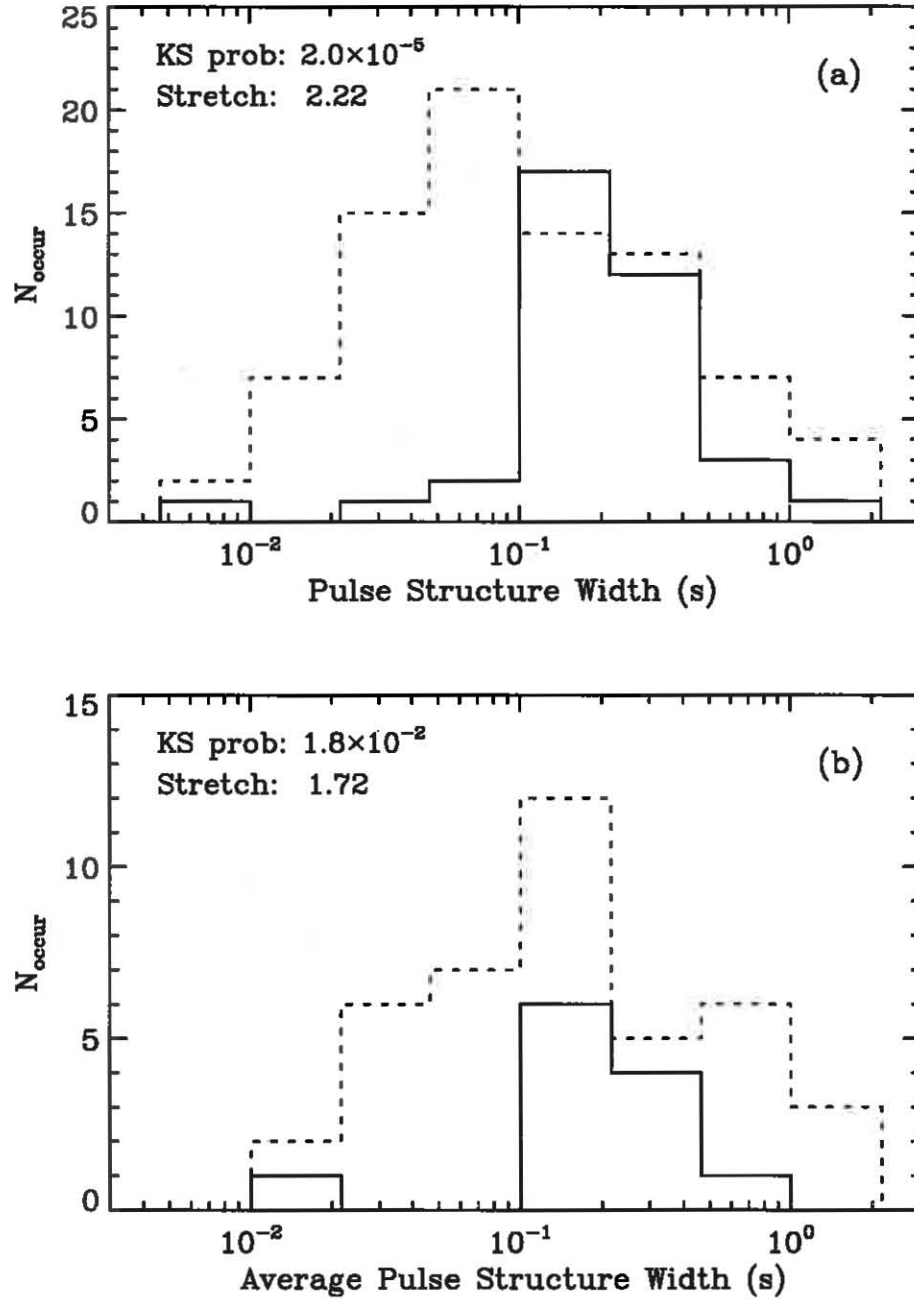 25
20
15
10
5
0
KS prob: 2.0×10⁻⁵
Stretch: 2.22
(a)
N_occur
10⁻² 10⁻¹ 10⁰
Pulse Structure Width (s)
15
10
5
0
KS prob: 1.8×10⁻²
Stretch: 1.72
(b)
N_occur
10⁻² 10⁻¹ 10⁰
Average Pulse Structure Width (s)